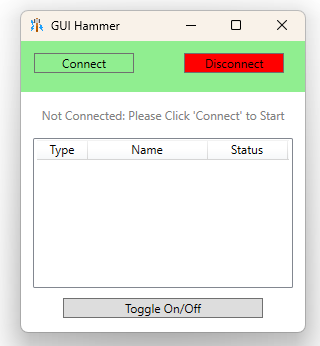 GUI Hammer
Connect Disconnect
Not Connected: Please Click 'Connect' to Start
Type Name Status
Toggle On/Off